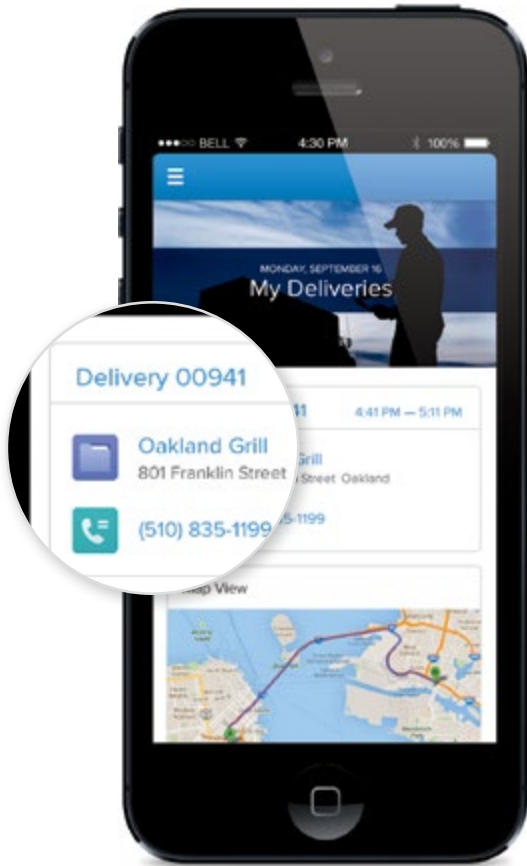 BELL 4:30 PM 100%
MONDAY, SEPTEMBER 16
My Deliveries
Delivery 00941
41 4:41 PM — 5:11 PM
Oakland Grill
Grill
801 Franklin Street
Street Oakland
(510) 835-1199
5-1199
Map View